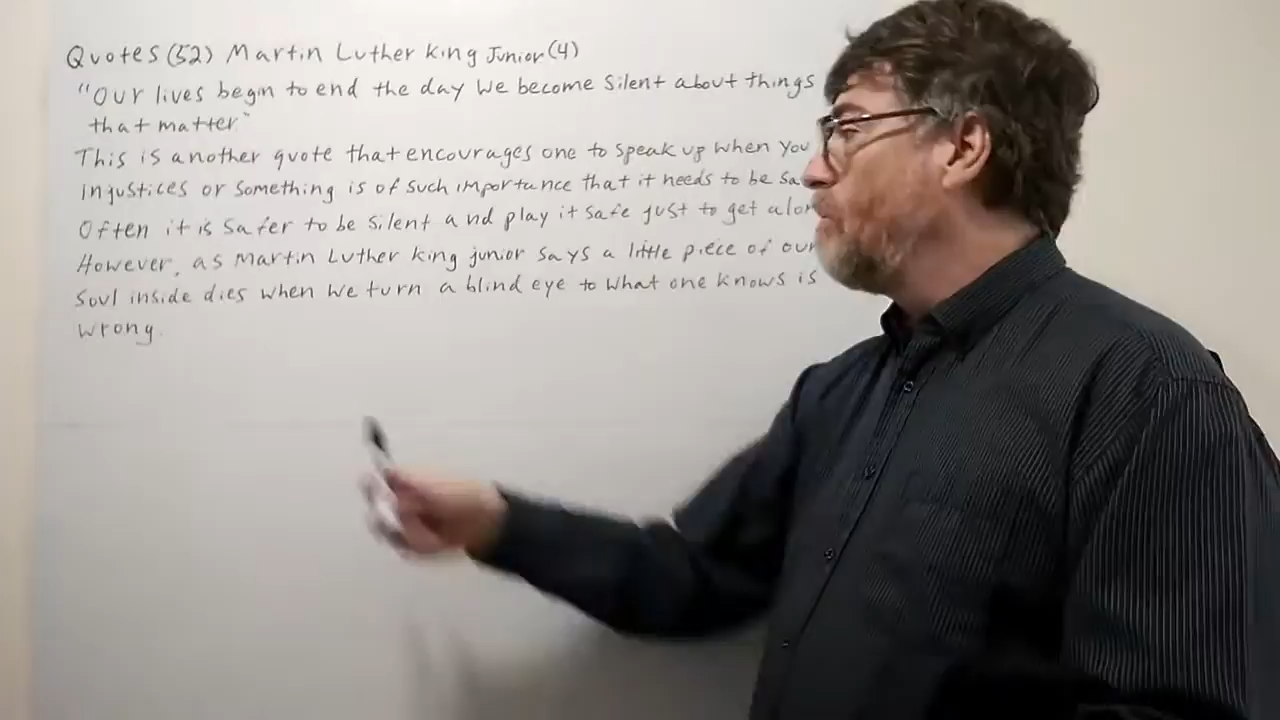 Quotes (52) Martin Luther king Junior (4)
"Our lives begin to end the day we become silent about things
that matter."
This is another quote that encourages one to speak up when you
injustices or something is of such importance that it needs to be
Often it is safer to be silent and play it safe just to get
However, as Martin Luther king junior says a little piece of our
soul inside dies when we turn a blind eye to what one knows is
wrong.